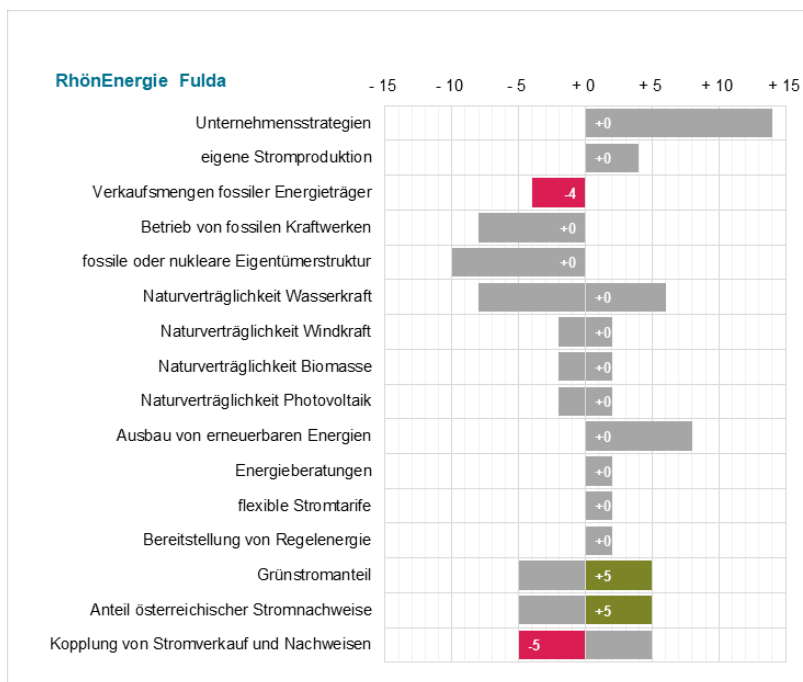 RhönEnergie Fulda
- 15 - 10 - 5 + 0 + 5 + 10 + 15
Unternehmensstrategien +0
eigene Stromproduktion +0
Verkaufsmengen fossiler Energieträger -4
Betrieb von fossilen Kraftwerken +0
fossile oder nukleare Eigentümerstruktur +0
Naturverträglichkeit Wasserkraft +0
Naturverträglichkeit Windkraft +0
Naturverträglichkeit Biomasse +0
Naturverträglichkeit Photovoltaik +0
Ausbau von erneuerbaren Energien +0
Energieberatungen +0
flexible Stromtarife +0
Bereitstellung von Regelenergie +0
Grünstromanteil +5
Anteil österreichischer Stromnachweise +5
Kopplung von Stromverkauf und Nachweisen -5